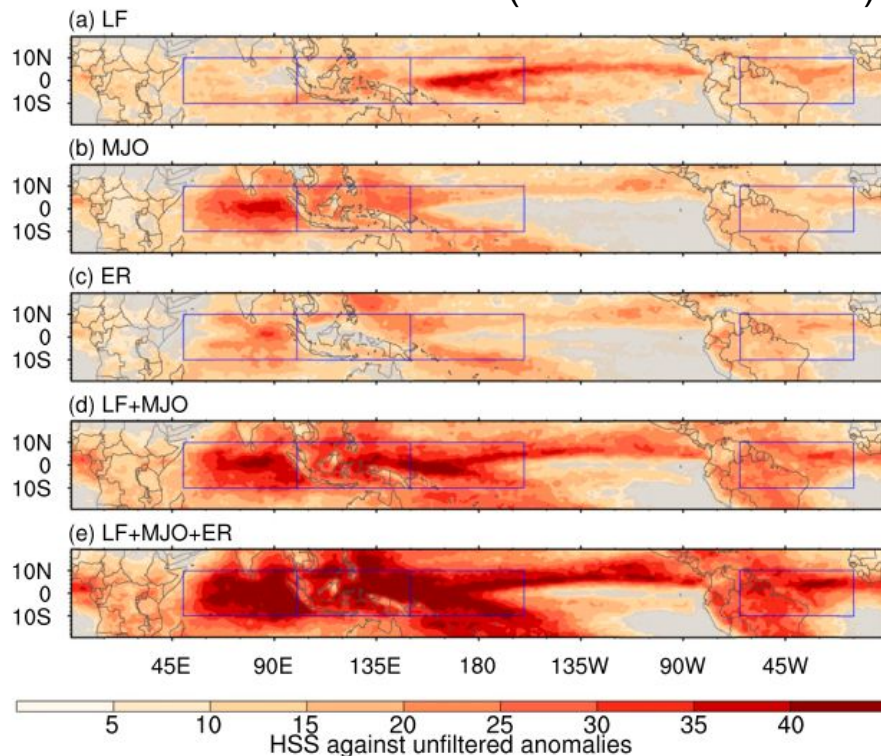 (a) LF
10N
0
10S
(b) MJO
10N
0
10S
(c) ER
10N
0
10S
(d) LF+MJO
10N
0
10S
(e) LF+MJO+ER
10N
0
10S
45E 90E 135E 180 135W 90W 45W
5 10 15 20 25 30 35 40
HSS against unfiltered anomalies